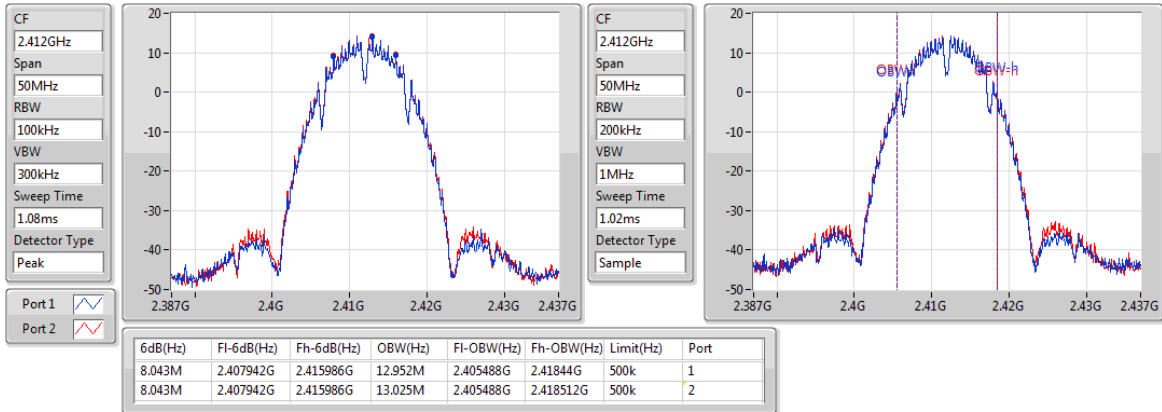 CF
2.412GHz
Span
50MHz
RBW
100kHz
VBW
300kHz
Sweep Time
1.08ms
Detector Type
Peak
Port 1
Port 2
20
10
0
-10
-20
-30
-40
-50
2.387G 2.4G 2.41G 2.42G 2.43G 2.437G
CF
2.412GHz
Span
50MHz
RBW
200kHz
VBW
1MHz
Sweep Time
1.02ms
Detector Type
Sample
20
10
0
-10
-20
-30
-40
-50
OBW-h
2.387G 2.4G 2.41G 2.42G 2.43G 2.437G
6dB(Hz) Fl-6dB(Hz) Fh-6dB(Hz) OBW(Hz) Fl-OBW(Hz) Fh-OBW(Hz) Limit(Hz) Port
8.043M 2.407942G 2.415986G 12.952M 2.405488G 2.41844G 500k 1
8.043M 2.407942G 2.415986G 13.025M 2.405488G 2.418512G 500k 2